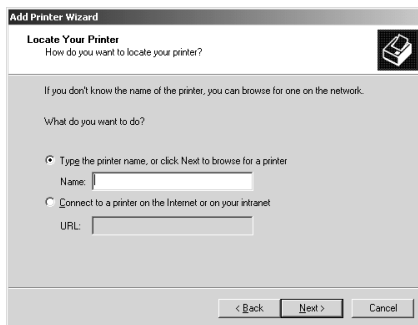 Add Printer Wizard
Locate Your Printer
How do you want to locate your printer?
If you don't know the name of the printer, you can browse for one on the network.
What do you want to do?
Type the printer name, or click Next to browse for a printer
Name:
Connect to a printer on the Internet or on your intranet
URL:
< Back Next > Cancel